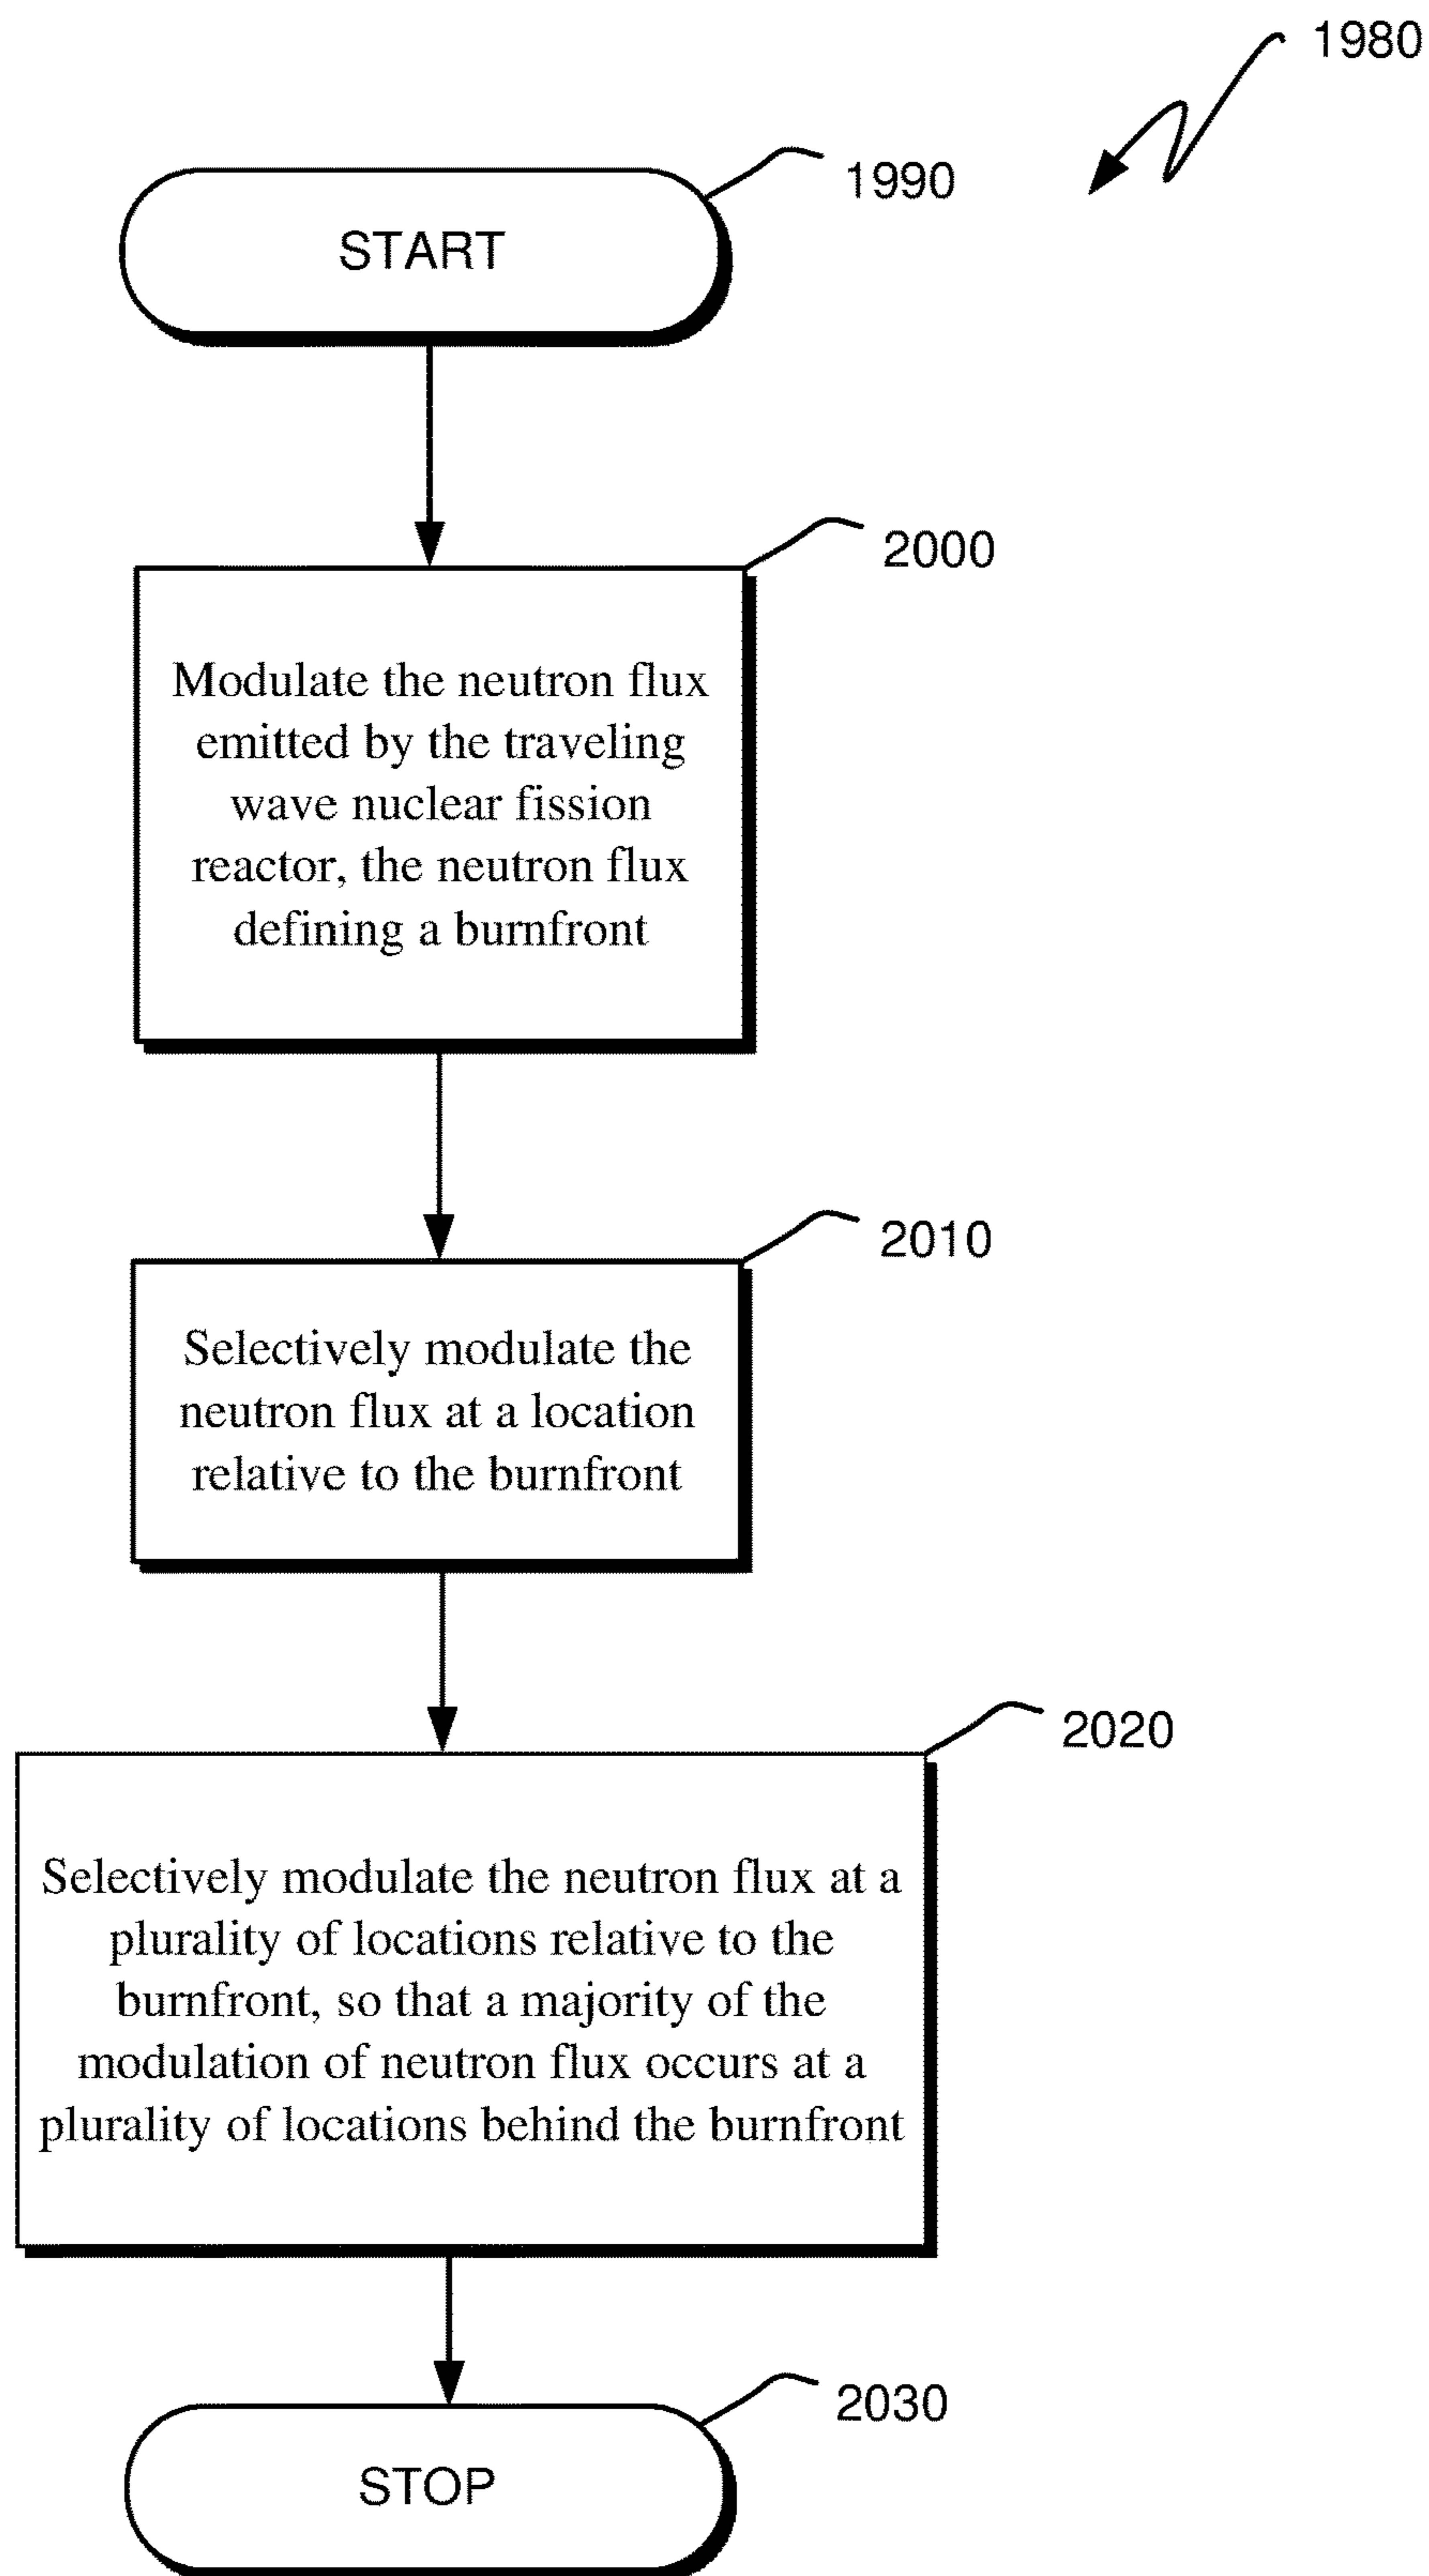 1980
1990
START
2000
Modulate the neutron flux
emitted by the traveling
wave nuclear fission
reactor, the neutron flux
defining a burnfront
2010
Selectively modulate the
neutron flux at a location
relative to the burnfront
2020
Selectively modulate the neutron flux at a
plurality of locations relative to the
burnfront, so that a majority of the
modulation of neutron flux occurs at a
plurality of locations behind the burnfront
2030
STOP